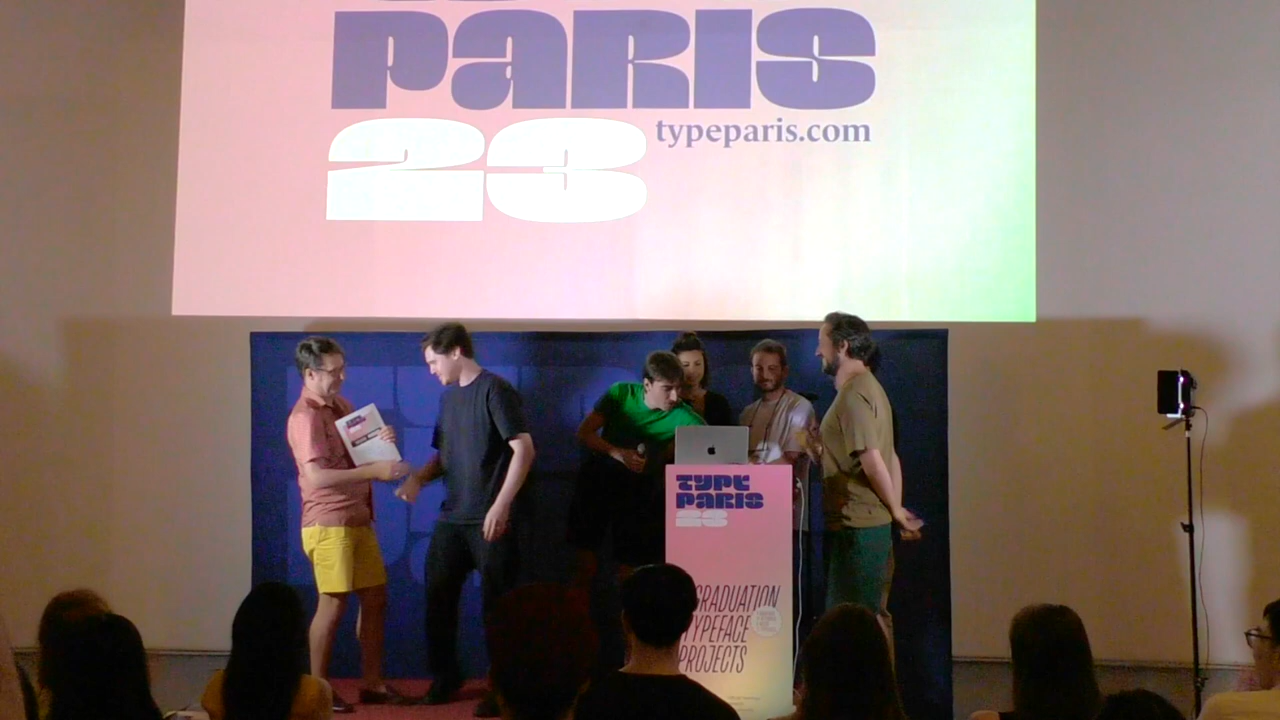 PARIS
23
typeparis.com
TYPE
PARIS
23
GRADUATION
TYPEFACE
PROJECTS